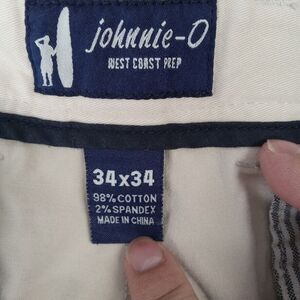 johnnie-O
WEST COAST PREP
34x34
98% COTTON
2% SPANDEX
MADE IN CHINA